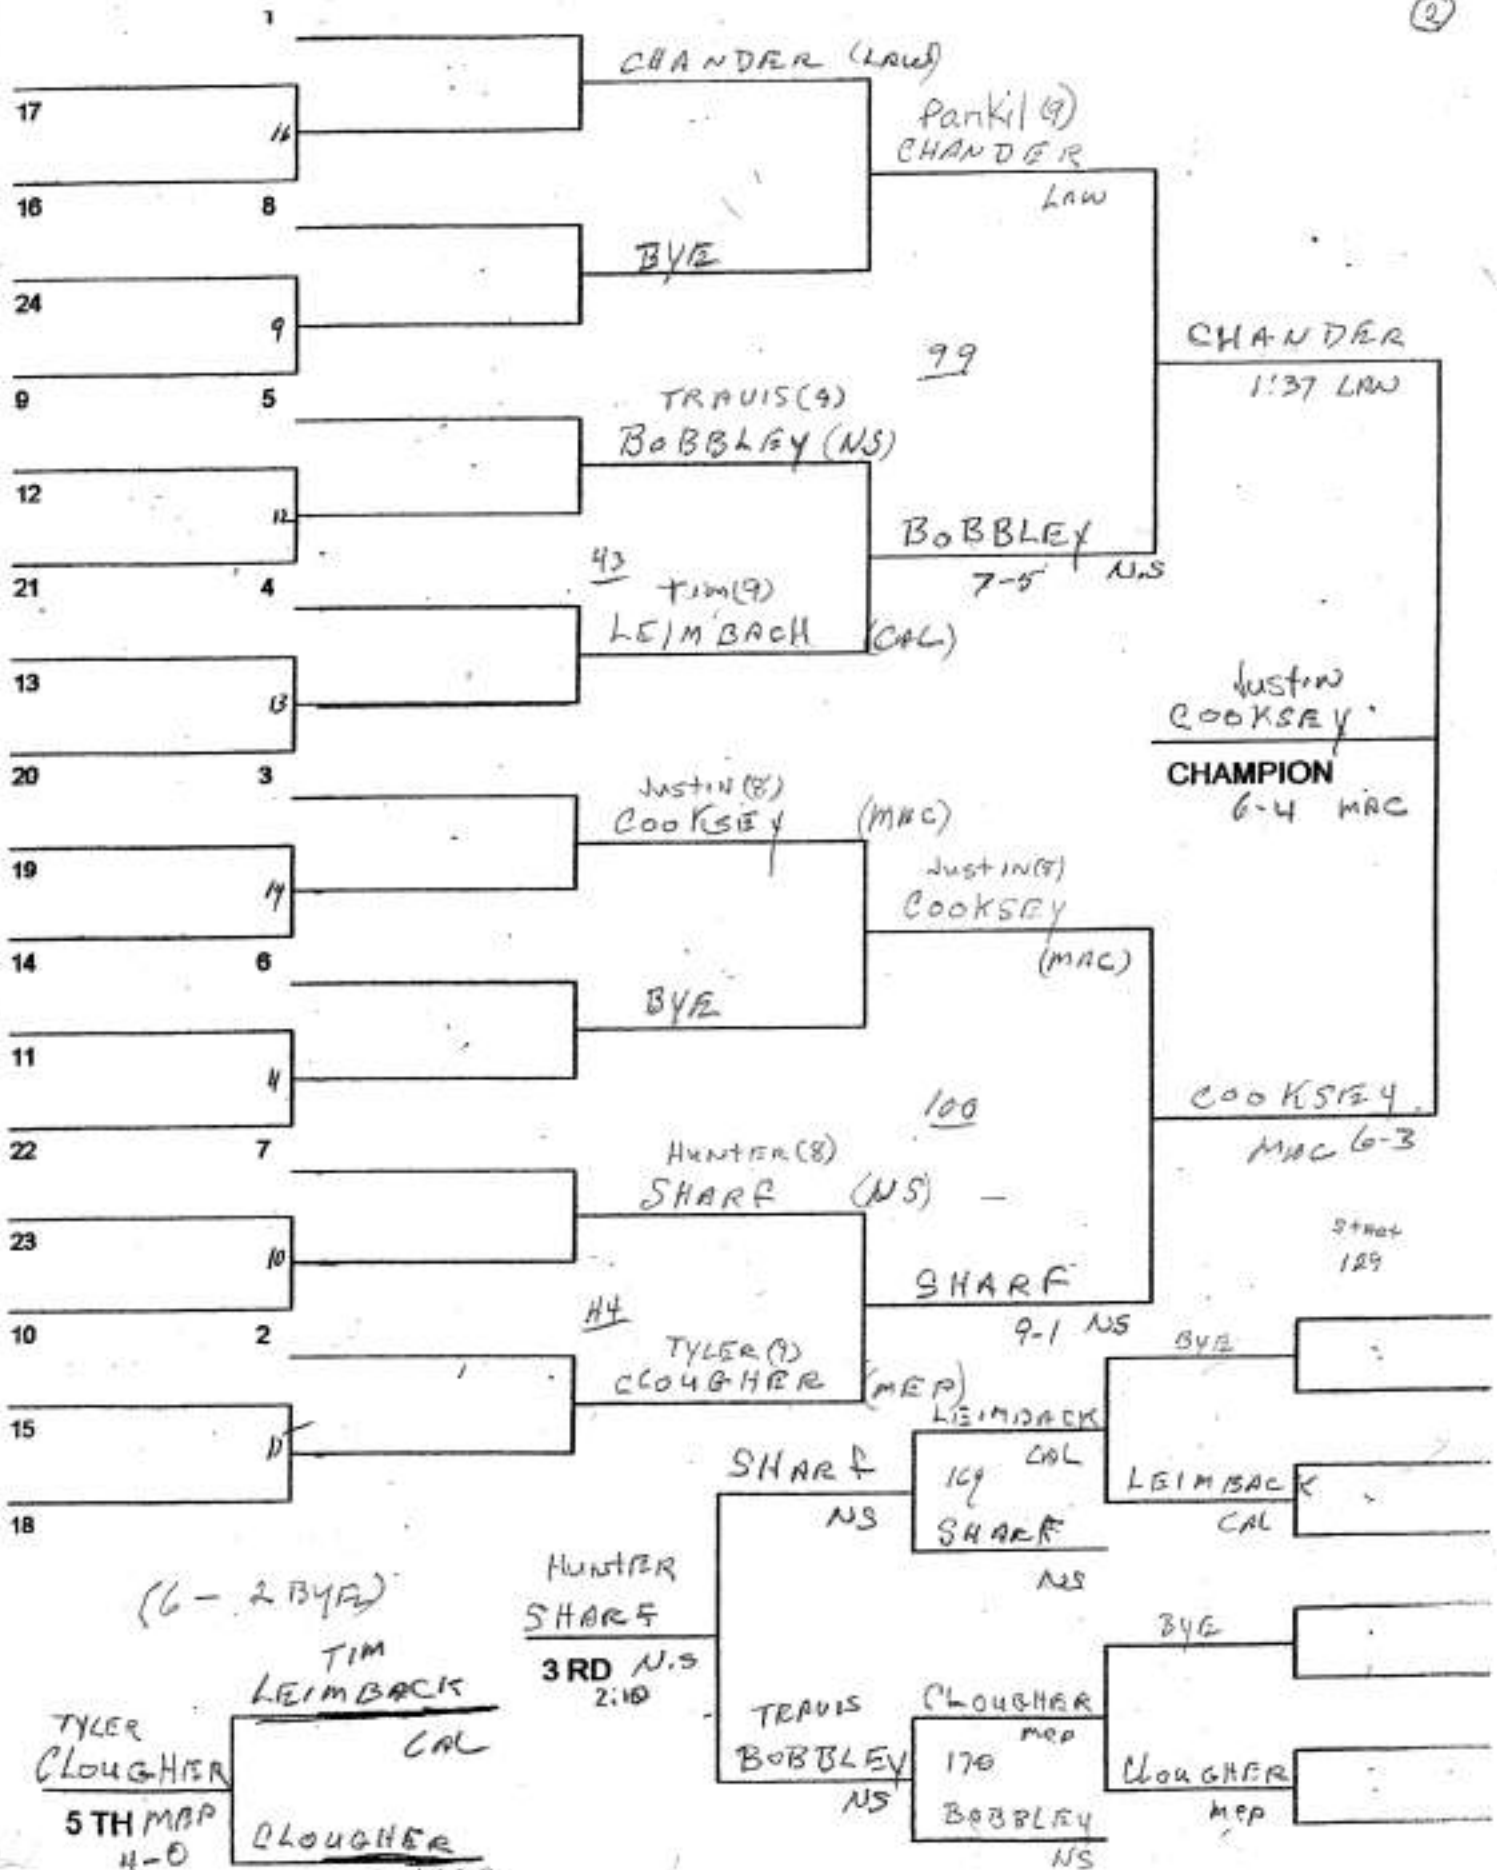 2
1
CHANDER (LAW)
17
16
Pankil (9)
CHANDER
LAW
16
8
BYE
24
9
99
CHANDER
1:37 LAW
9
5
TRAVIS (9)
BOBBLEY (NS)
12
12
BOBBLEY
7-5 N.S
21
4
43
Tim (9)
LEIMBACH (CAL)
13
13
Justin
COOKSEY
CHAMPION
6-4 MAC
20
3
Justin (8)
COOKSEY (MAC)
19
14
Justin (8)
COOKSEY
(MAC)
14
6
BYE
11
11
100
COOKSEY
MAC 6-3
22
7
HUNTER (8)
SHARF (NS)
23
10
129
SHARF
9-1 NS
10
2
44
TYLER (9)
CLOUGHER (MEP)
BYE
15
18
LEIMBACK
CAL
SHARF
NS
169
SHARF
NS
LEIMBACK
CAL
(6 - 2 BYE)
HUNTER
SHARF
3 RD N.S
2:10
BYE
TIM
LEIMBACK
CAL
TYLER
CLOUGHER
5 TH MEP
4-0
CLOUGHER
TRAVIS
BOBBLEY
NS
CLOUGHER
MEP
170
BOBBLEY
NS
CLOUGHER
MEP